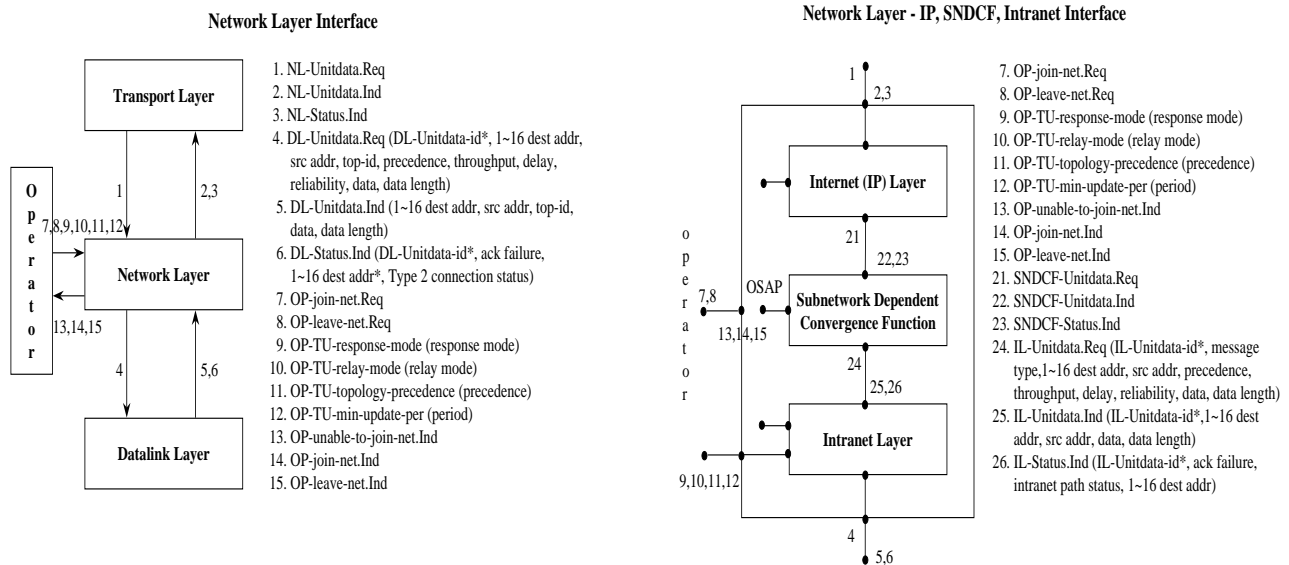 Network Layer Interface
Transport Layer
1
2,3
O
p
e
r
a
t
o
r
7,8,9,10,11,12
Network Layer
13,14,15
4
5,6
Datalink Layer
1. NL-Unitdata.Req
2. NL-Unitdata.Ind
3. NL-Status.Ind
4. DL-Unitdata.Req (DL-Unitdata-id*, 1~16 dest addr,
src addr, top-id, precedence, throughput, delay,
reliability, data, data length)
5. DL-Unitdata.Ind (1~16 dest addr, src addr, top-id,
data, data length)
6. DL-Status.Ind (DL-Unitdata-id*, ack failure,
1~16 dest addr*, Type 2 connection status)
7. OP-join-net.Req
8. OP-leave-net.Req
9. OP-TU-response-mode (response mode)
10. OP-TU-relay-mode (relay mode)
11. OP-TU-topology-precedence (precedence)
12. OP-TU-min-update-per (period)
13. OP-unable-to-join-net.Ind
14. OP-join-net.Ind
15. OP-leave-net.Ind
Network Layer - IP, SNDCF, Intranet Interface
1
2,3
Internet (IP) Layer
21
22,23
o
p
e
r
a
t
o
r
7,8
OSAP
13,14,15
Subnetwork Dependent
Convergence Function
24
25,26
Intranet Layer
9,10,11,12
4
5,6
7. OP-join-net.Req
8. OP-leave-net.Req
9. OP-TU-response-mode (response mode)
10. OP-TU-relay-mode (relay mode)
11. OP-TU-topology-precedence (precedence)
12. OP-TU-min-update-per (period)
13. OP-unable-to-join-net.Ind
14. OP-join-net.Ind
15. OP-leave-net.Ind
21. SNDCF-Unitdata.Req
22. SNDCF-Unitdata.Ind
23. SNDCF-Status.Ind
24. IL-Unitdata.Req (IL-Unitdata-id*, message
type,1~16 dest addr, src addr, precedence,
throughput, delay, reliability, data, data length)
25. IL-Unitdata.Ind (IL-Unitdata-id*,1~16 dest
addr, src addr, data, data length)
26. IL-Status.Ind (IL-Unitdata-id*, ack failure,
intranet path status, 1~16 dest addr)